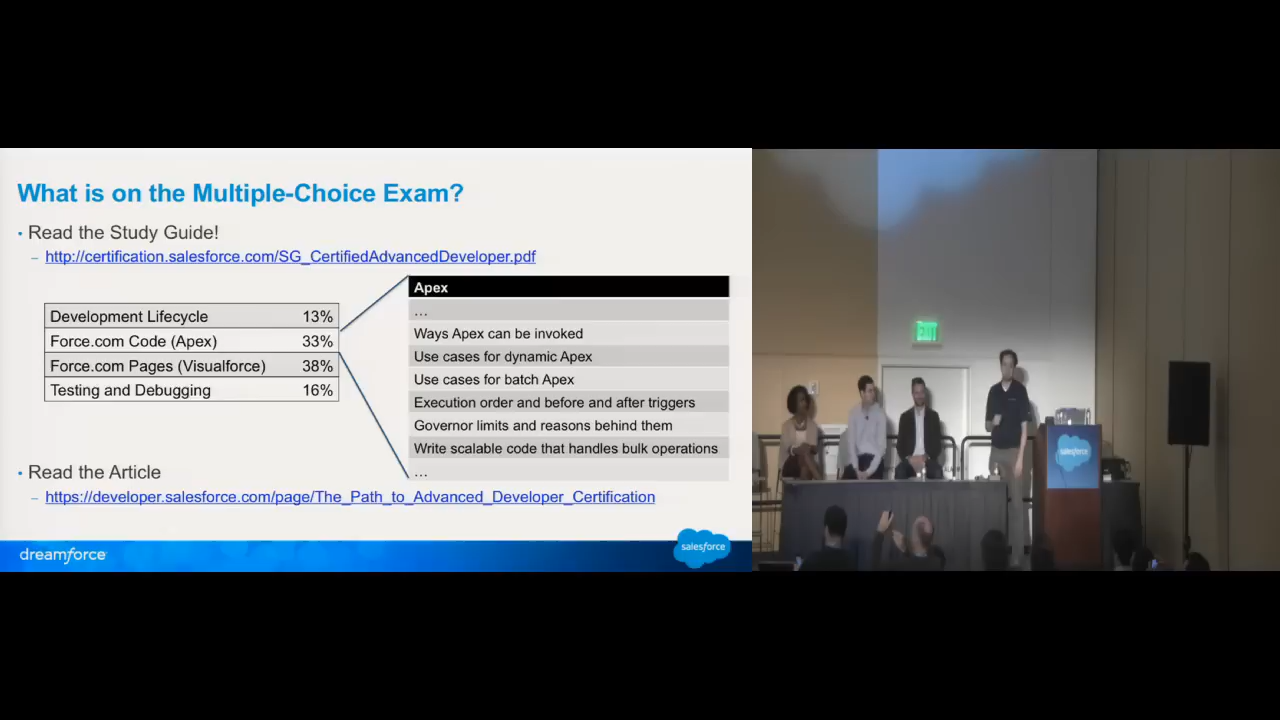 What is on the Multiple-Choice Exam?
• Read the Study Guide!
– http://certification.salesforce.com/SG_CertifiedAdvancedDeveloper.pdf
Development Lifecycle 13%
Force.com Code (Apex) 33%
Force.com Pages (Visualforce) 38%
Testing and Debugging 16%
Apex
...
Ways Apex can be invoked
Use cases for dynamic Apex
Use cases for batch Apex
Execution order and before and after triggers
Governor limits and reasons behind them
Write scalable code that handles bulk operations
...
• Read the Article
– https://developer.salesforce.com/page/The_Path_to_Advanced_Developer_Certification
dreamforce
salesforce
EXIT
salesforce